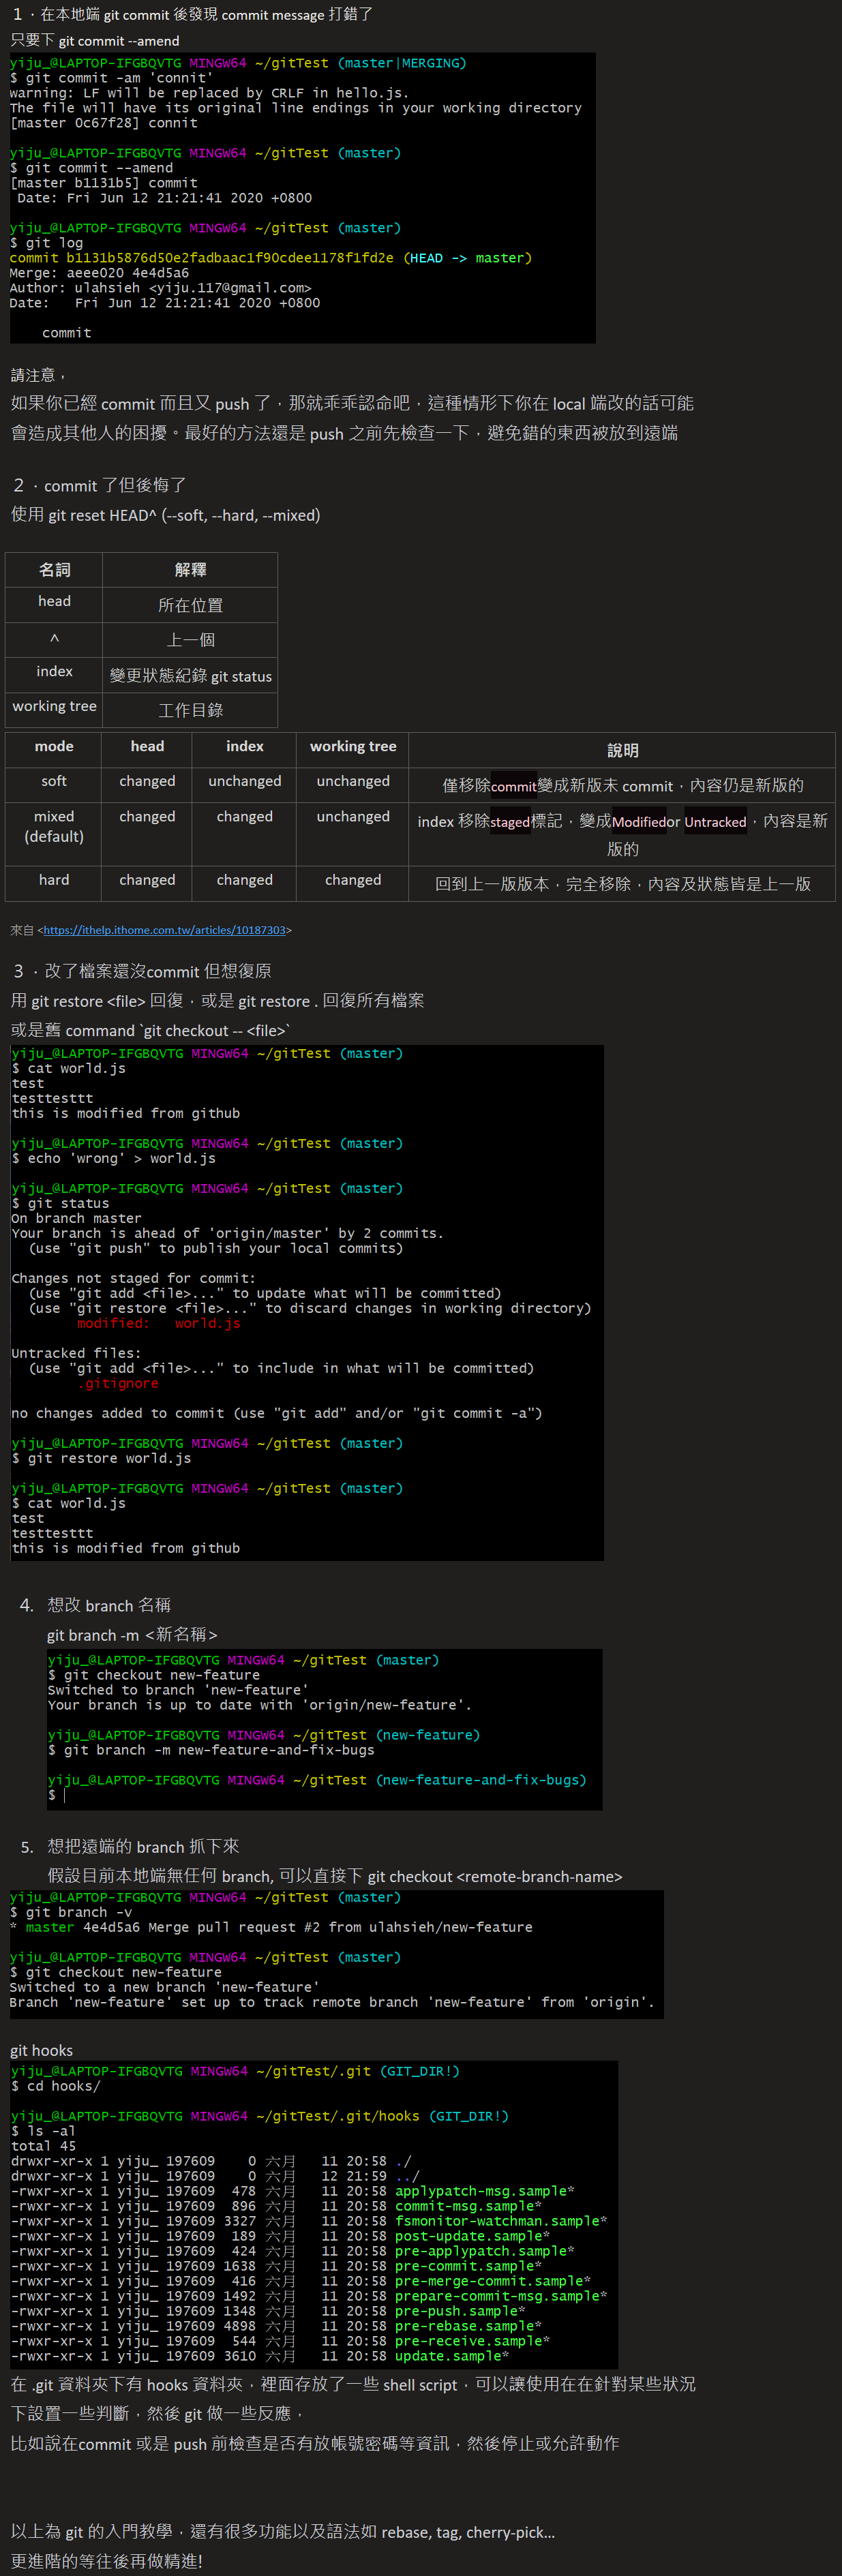 １．在本地端 git commit 後發現 commit message 打錯了
只要下 git commit --amend
yiju_@LAPTOP-IFGBQVTG MINGW64 ~/gitTest (master|MERGING)
$ git commit -am 'connit'
warning: LF will be replaced by CRLF in hello.js.
The file will have its original line endings in your working directory
[master 0c67f28] connit
yiju_@LAPTOP-IFGBQVTG MINGW64 ~/gitTest (master)
$ git commit --amend
[master b1131b5] commit
Date: Fri Jun 12 21:21:41 2020 +0800
yiju_@LAPTOP-IFGBQVTG MINGW64 ~/gitTest (master)
$ git log
commit b1131b5876d50e2fadbaac1f90cdee1178f1fd2e (HEAD -> master)
Merge: aeee020 4e4d5a6
Author: ulahsieh <yiju.117@gmail.com>
Date:   Fri Jun 12 21:21:41 2020 +0800
commit
請注意，
如果你已經 commit 而且又 push 了，那就乖乖認命吧，這種情形下你在 local 端改的話可能
會造成其他人的困擾。最好的方法還是 push 之前先檢查一下，避免錯的東西被放到遠端
２．commit 了但後悔了
使用 git reset HEAD^ (--soft, --hard, --mixed)
名詞 解釋
head 所在位置
^ 上一個
index 變更狀態紀錄 git status
working tree 工作目錄
mode head index working tree 說明
soft changed unchanged unchanged 僅移除commit變成新版未 commit，內容仍是新版的
mixed (default) changed changed unchanged index 移除staged標記，變成Modifiedor Untracked，內容是新
版的
hard changed changed changed 回到上一版版本，完全移除，內容及狀態皆是上一版
來自 <https://ithelp.ithome.com.tw/articles/10187303>
３．改了檔案還沒commit 但想復原
用 git restore <file> 回復，或是 git restore . 回復所有檔案
或是舊 command `git checkout -- <file>`
yiju_@LAPTOP-IFGBQVTG MINGW64 ~/gitTest (master)
$ cat world.js
test
testtesttt
this is modified from github
yiju_@LAPTOP-IFGBQVTG MINGW64 ~/gitTest (master)
$ echo 'wrong' > world.js
yiju_@LAPTOP-IFGBQVTG MINGW64 ~/gitTest (master)
$ git status
On branch master
Your branch is ahead of 'origin/master' by 2 commits.
(use "git push" to publish your local commits)
Changes not staged for commit:
(use "git add <file>..." to update what will be committed)
(use "git restore <file>..." to discard changes in working directory)
modified:   world.js
Untracked files:
(use "git add <file>..." to include in what will be committed)
.gitignore
no changes added to commit (use "git add" and/or "git commit -a")
yiju_@LAPTOP-IFGBQVTG MINGW64 ~/gitTest (master)
$ git restore world.js
yiju_@LAPTOP-IFGBQVTG MINGW64 ~/gitTest (master)
$ cat world.js
test
testtesttt
this is modified from github
4. 想改 branch 名稱
git branch -m <新名稱>
yiju_@LAPTOP-IFGBQVTG MINGW64 ~/gitTest (master)
$ git checkout new-feature
Switched to branch 'new-feature'
Your branch is up to date with 'origin/new-feature'.
yiju_@LAPTOP-IFGBQVTG MINGW64 ~/gitTest (new-feature)
$ git branch -m new-feature-and-fix-bugs
yiju_@LAPTOP-IFGBQVTG MINGW64 ~/gitTest (new-feature-and-fix-bugs)
$
5. 想把遠端的 branch 抓下來
假設目前本地端無任何 branch, 可以直接下 git checkout <remote-branch-name>
yiju_@LAPTOP-IFGBQVTG MINGW64 ~/gitTest (master)
$ git branch -v
* master 4e4d5a6 Merge pull request #2 from ulahsieh/new-feature
yiju_@LAPTOP-IFGBQVTG MINGW64 ~/gitTest (master)
$ git checkout new-feature
Switched to a new branch 'new-feature'
Branch 'new-feature' set up to track remote branch 'new-feature' from 'origin'.
git hooks
yiju_@LAPTOP-IFGBQVTG MINGW64 ~/gitTest/.git (GIT_DIR!)
$ cd hooks/
yiju_@LAPTOP-IFGBQVTG MINGW64 ~/gitTest/.git/hooks (GIT_DIR!)
$ ls -al
total 45
drwxr-xr-x 1 yiju_ 197609    0 六月   11 20:58 ./
drwxr-xr-x 1 yiju_ 197609    0 六月   12 21:59 ../
-rwxr-xr-x 1 yiju_ 197609  478 六月   11 20:58 applypatch-msg.sample*
-rwxr-xr-x 1 yiju_ 197609  896 六月   11 20:58 commit-msg.sample*
-rwxr-xr-x 1 yiju_ 197609 3327 六月   11 20:58 fsmonitor-watchman.sample*
-rwxr-xr-x 1 yiju_ 197609  189 六月   11 20:58 post-update.sample*
-rwxr-xr-x 1 yiju_ 197609  424 六月   11 20:58 pre-applypatch.sample*
-rwxr-xr-x 1 yiju_ 197609 1638 六月   11 20:58 pre-commit.sample*
-rwxr-xr-x 1 yiju_ 197609  416 六月   11 20:58 pre-merge-commit.sample*
-rwxr-xr-x 1 yiju_ 197609 1492 六月   11 20:58 prepare-commit-msg.sample*
-rwxr-xr-x 1 yiju_ 197609 1348 六月   11 20:58 pre-push.sample*
-rwxr-xr-x 1 yiju_ 197609 4898 六月   11 20:58 pre-rebase.sample*
-rwxr-xr-x 1 yiju_ 197609  544 六月   11 20:58 pre-receive.sample*
-rwxr-xr-x 1 yiju_ 197609 3610 六月   11 20:58 update.sample*
在 .git 資料夾下有 hooks 資料夾，裡面存放了一些 shell script，可以讓使用在在針對某些狀況
下設置一些判斷，然後 git 做一些反應，
比如說在commit 或是 push 前檢查是否有放帳號密碼等資訊，然後停止或允許動作
以上為 git 的入門教學，還有很多功能以及語法如 rebase, tag, cherry-pick...
更進階的等往後再做精進!